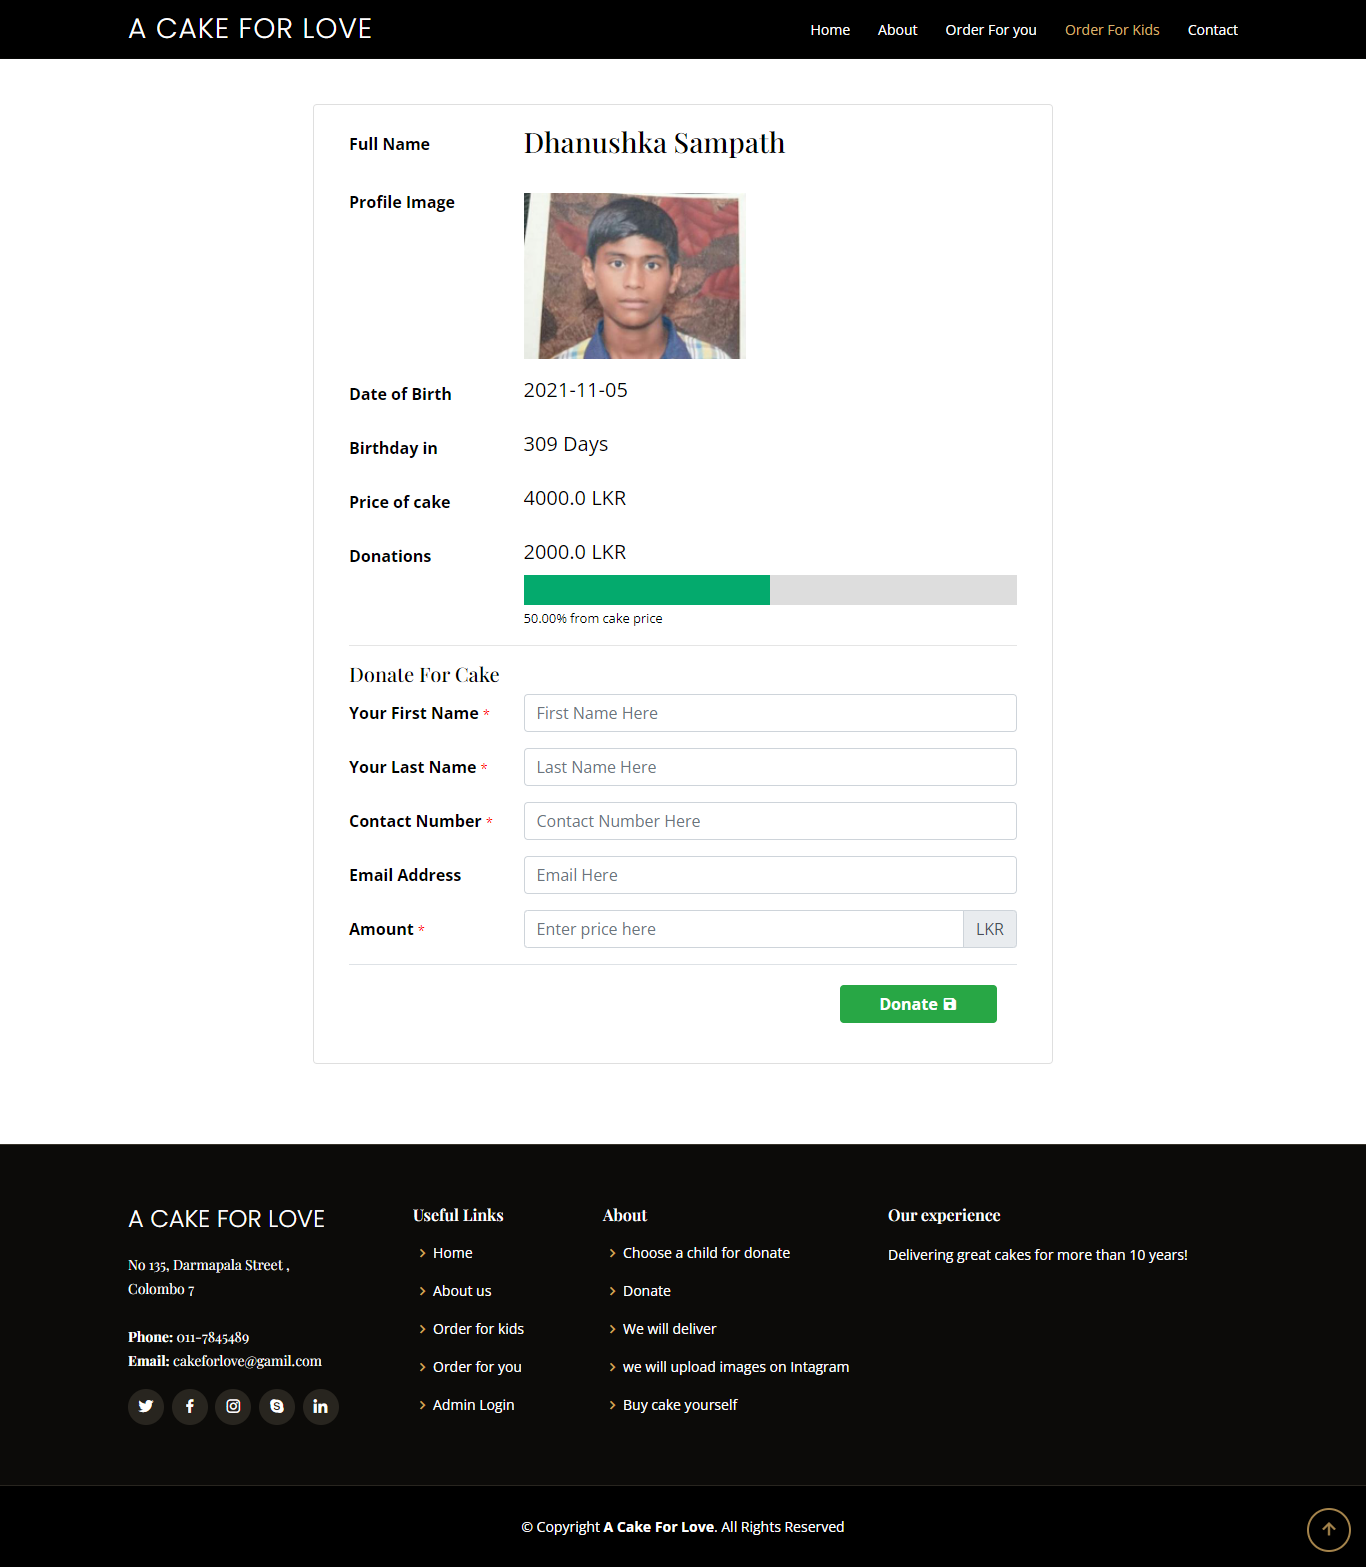 A CAKE FOR LOVE
Home About Order For you Order For Kids Contact
Full Name Dhanushka Sampath
Profile Image
Date of Birth 2021-11-05
Birthday in 309 Days
Price of cake 4000.0 LKR
Donations 2000.0 LKR
50.00% from cake price
Donate For Cake
Your First Name * First Name Here
Your Last Name * Last Name Here
Contact Number * Contact Number Here
Email Address Email Here
Amount * Enter price here LKR
Donate
A CAKE FOR LOVE
No 135, Darmapala Street ,
Colombo 7
Phone: 011-7845489
Email: cakeforlove@gamil.com
Useful Links
Home
About us
Order for kids
Order for you
Admin Login
About
Choose a child for donate
Donate
We will deliver
we will upload images on Intagram
Buy cake yourself
Our experience
Delivering great cakes for more than 10 years!
© Copyright A Cake For Love. All Rights Reserved